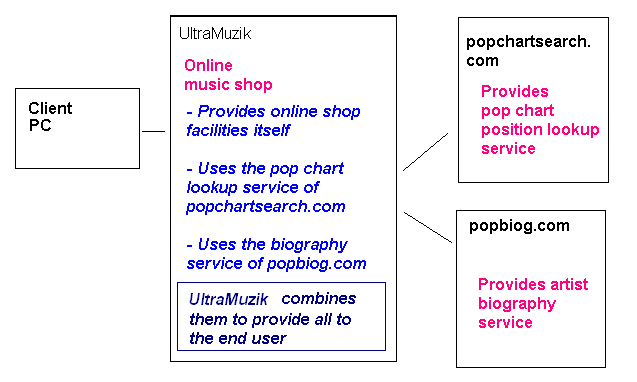 Client
PC
UltraMuzik
Online
music shop
- Provides online shop
facilities itself
- Uses the pop chart
lookup service of
popchartsearch.com
- Uses the biography
service of popbiog.com
UltraMuzik combines
them to provide all to
the end user
popchartsearch.
com
Provides
pop chart
position lookup
service
popbiog.com
Provides artist
biography
service